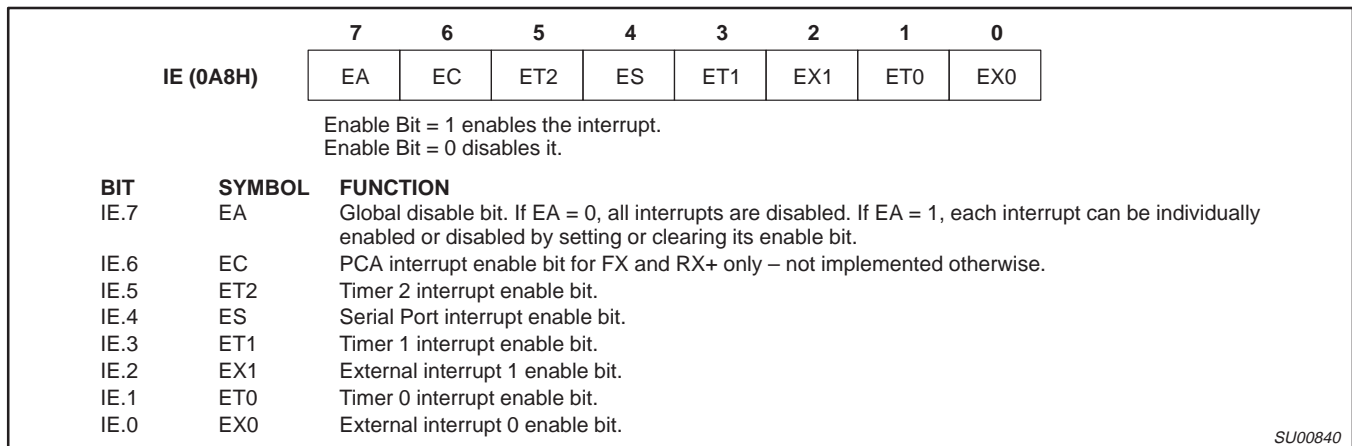 7 6 5 4 3 2 1 0
IE (0A8H) EA EC ET2 ES ET1 EX1 ET0 EX0
Enable Bit = 1 enables the interrupt.
Enable Bit = 0 disables it.
BIT SYMBOL FUNCTION
IE.7 EA Global disable bit. If EA = 0, all interrupts are disabled. If EA = 1, each interrupt can be individually
enabled or disabled by setting or clearing its enable bit.
IE.6 EC PCA interrupt enable bit for FX and RX+ only – not implemented otherwise.
IE.5 ET2 Timer 2 interrupt enable bit.
IE.4 ES Serial Port interrupt enable bit.
IE.3 ET1 Timer 1 interrupt enable bit.
IE.2 EX1 External interrupt 1 enable bit.
IE.1 ET0 Timer 0 interrupt enable bit.
IE.0 EX0 External interrupt 0 enable bit.
SU00840